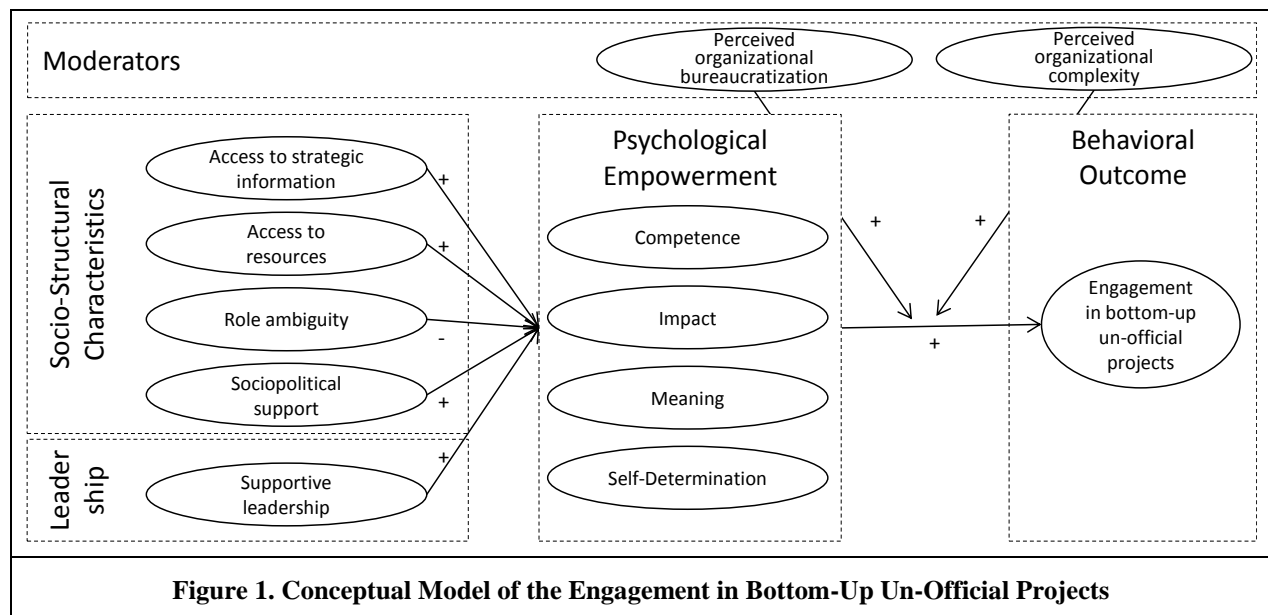 Moderators
Perceived
organizational
bureaucratization
Perceived
organizational
complexity
Socio-Structural
Characteristics
Access to strategic
information
+
Access to
resources
+
Role ambiguity
-
Sociopolitical
support
+
Leader
ship
Supportive
leadership
+
Psychological
Empowerment
Competence
Impact
Meaning
Self-Determination
+
+
+
Behavioral
Outcome
Engagement
in bottom-up
un-official
projects
Figure 1. Conceptual Model of the Engagement in Bottom-Up Un-Official Projects